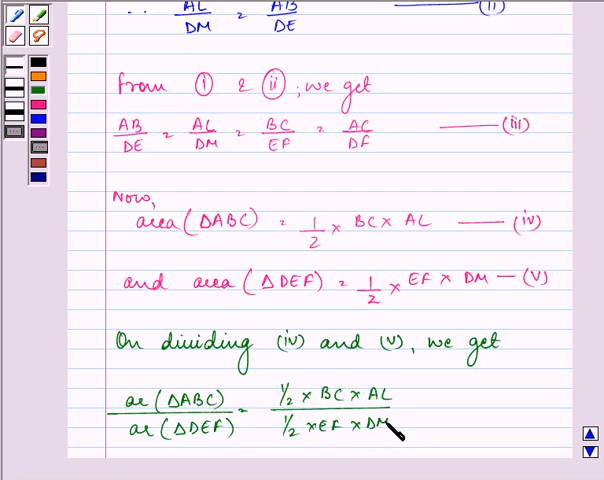 ∴ AL/DM = AB/DE ——— (ii)
From (i) & (ii), we get
AB/DE = AL/DM = BC/EF = AC/DF ——— (iii)
Now,
area(ΔABC) = 1/2 × BC × AL ——— (iv)
and area(ΔDEF) = 1/2 × EF × DM — (v)
On dividing (iv) and (v), we get
ar(ΔABC)/ar(ΔDEF) = 1/2 × BC × AL / 1/2 × EF × DM